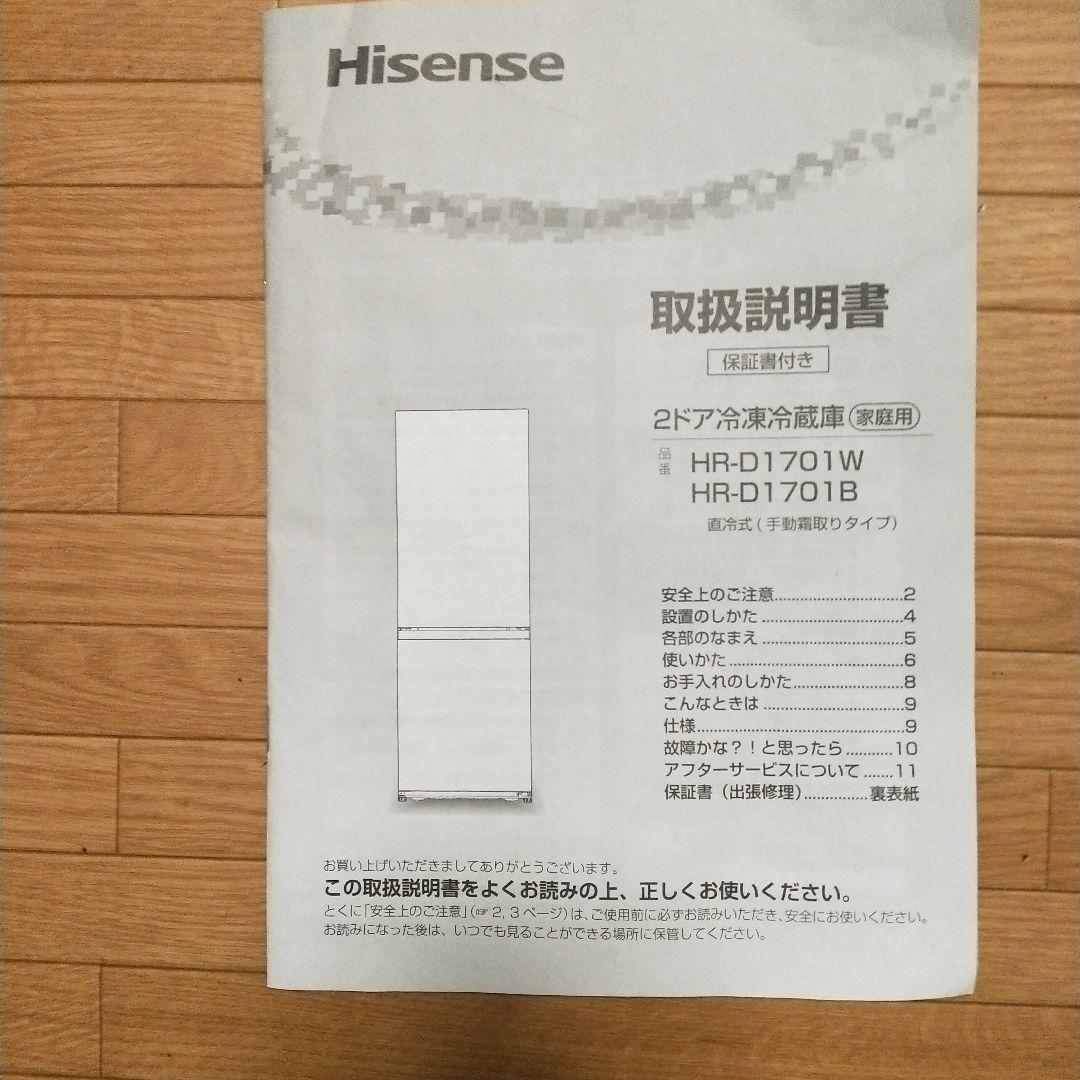 Hisense
取扱説明書
保証書付き
2ドア冷凍冷蔵庫 家庭用
品番 HR-D1701W
HR-D1701B
直冷式(手動霜取りタイプ)
安全上のご注意................................2
設置のしかた...................................4
各部のなまえ...................................5
使いかた...........................................6
お手入れのしかた...........................8
こんなときは...................................9
仕様...................................................9
故障かな?!と思ったら...........10
アフターサービスについて.......11
保証書(出張修理)...............裏表紙
お買い上げいただきましてありがとうございます。
この取扱説明書をよくお読みの上、正しくお使いください。
とくに「安全上のご注意」(☞2,3ページ)は、ご使用前に必ずお読みいただき、安全にお使いください。
お読みになった後は、いつでも見ることができる場所に保管してください。